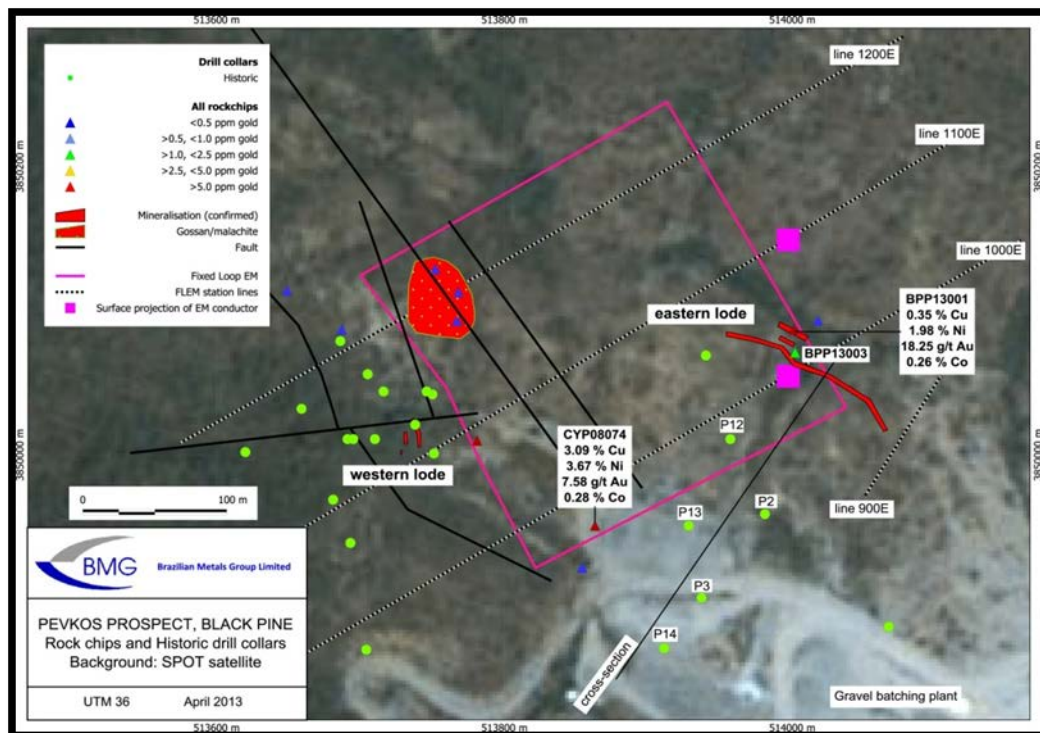 513600 m
513800 m
514000 m
3850200 m
3850200 m
3850000 m
3850000 m
Drill collars
Historic
All rockchips
<0.5 ppm gold
>0.5, <1.0 ppm gold
>1.0, <2.5 ppm gold
>2.5, <5.0 ppm gold
>5.0 ppm gold
Mineralisation (confirmed)
Gossan/malachite
Fault
Fixed Loop EM
FLEM station lines
Surface projection of EM conductor
line 1200E
line 1100E
line 1000E
eastern lode
BPP13001
0.35 % Cu
1.98 % Ni
18.25 g/t Au
0.26 % Co
BPP13003
P12
CYP08074
3.09 % Cu
3.67 % Ni
7.58 g/t Au
0.28 % Co
western lode
line 900E
P2
P13
P3
P14
cross-section
Gravel batching plant
0 100 m
BMG Brazilian Metals Group Limited
PEVKOS PROSPECT, BLACK PINE
Rock chips and Historic drill collars
Background: SPOT satellite
UTM 36 April 2013
513600 m
513800 m
514000 m